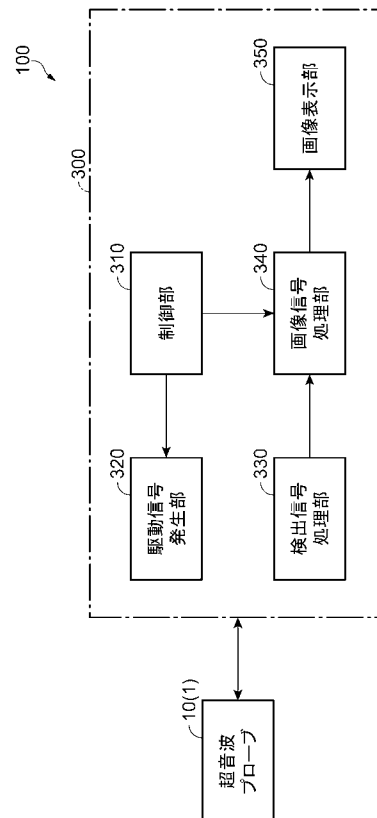 100
300
310
制御部
320
駆動信号
発生部
330
検出信号
処理部
340
画像信号
処理部
350
画像表示部
10(1)
超音波
プローブ